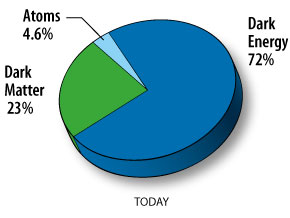 Atoms
4.6%
Dark
Energy
72%
Dark
Matter
23%
TODAY